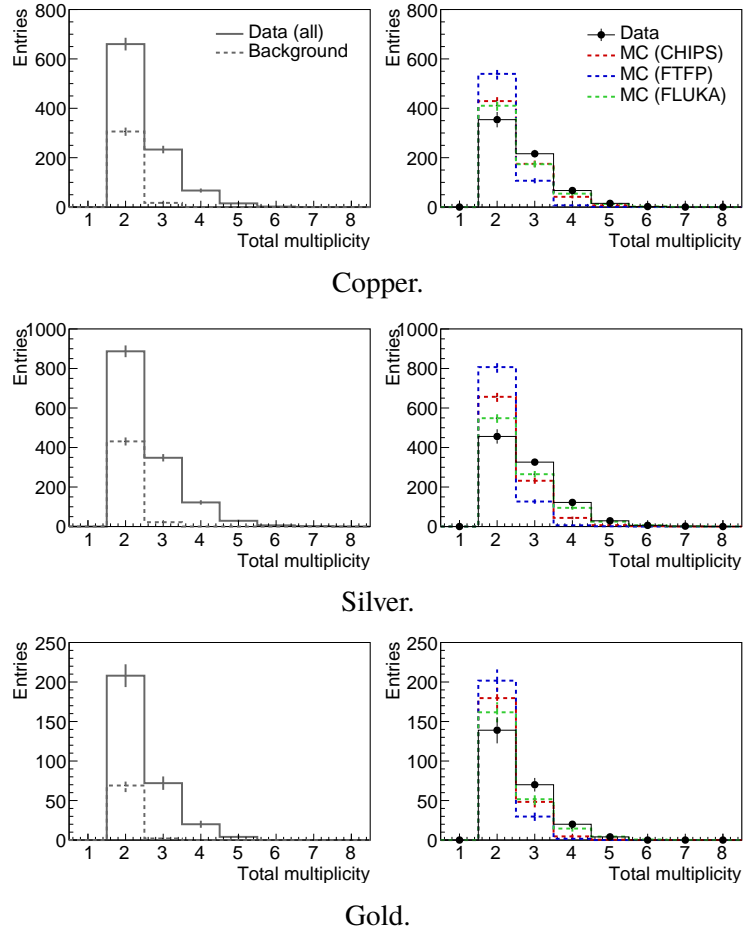 Entries
800
600
400
200
0
1 2 3 4 5 6 7 8
Total multiplicity
Data (all)
Background
Entries
800
600
400
200
0
1 2 3 4 5 6 7 8
Total multiplicity
Data
MC (CHIPS)
MC (FTFP)
MC (FLUKA)
Copper.
Entries
1000
800
600
400
200
0
1 2 3 4 5 6 7 8
Total multiplicity
Entries
1000
800
600
400
200
0
1 2 3 4 5 6 7 8
Total multiplicity
Silver.
Entries
250
200
150
100
50
0
1 2 3 4 5 6 7 8
Total multiplicity
Entries
250
200
150
100
50
0
1 2 3 4 5 6 7 8
Total multiplicity
Gold.